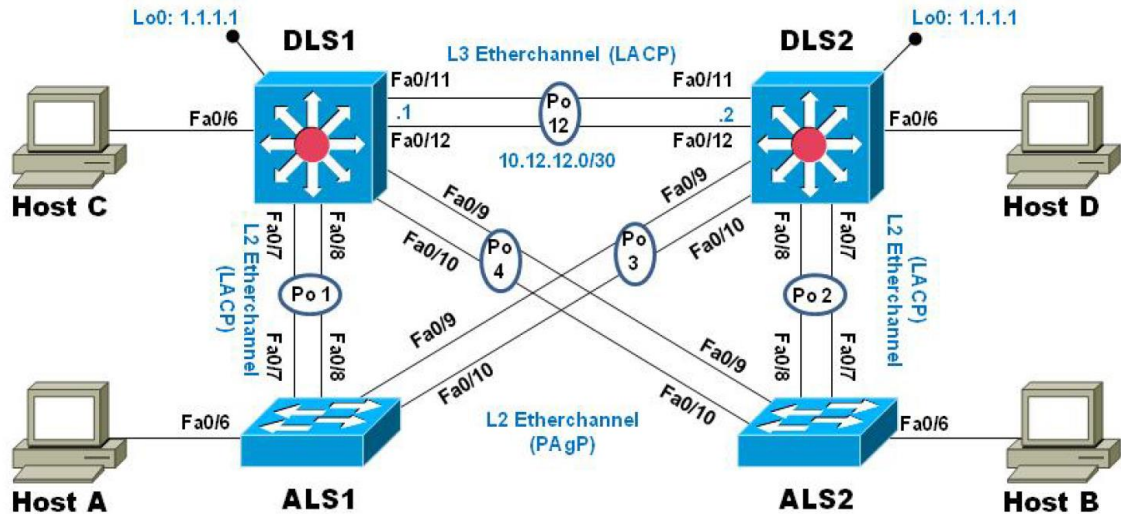 Lo0: 1.1.1.1
Lo0: 1.1.1.1
DLS1
DLS2
L3 Etherchannel (LACP)
Fa0/11
Fa0/11
Fa0/6
.1
Po
12
.2
Fa0/6
Fa0/12
Fa0/12
10.12.12.0/30
Host C
Host D
Fa0/9
Fa0/9
Fa0/7
Fa0/8
Fa0/10
Po
4
Po
3
Fa0/10
Fa0/7
Fa0/8
L2 Etherchannel
(LACP)
Po 1
Po 2
(LACP)
L2 Etherchannel
Fa0/7
Fa0/8
Fa0/9
Fa0/9
Fa0/8
Fa0/7
Fa0/10
Fa0/10
Fa0/6
L2 Etherchannel
(PAgP)
Fa0/6
Host A
ALS1
ALS2
Host B